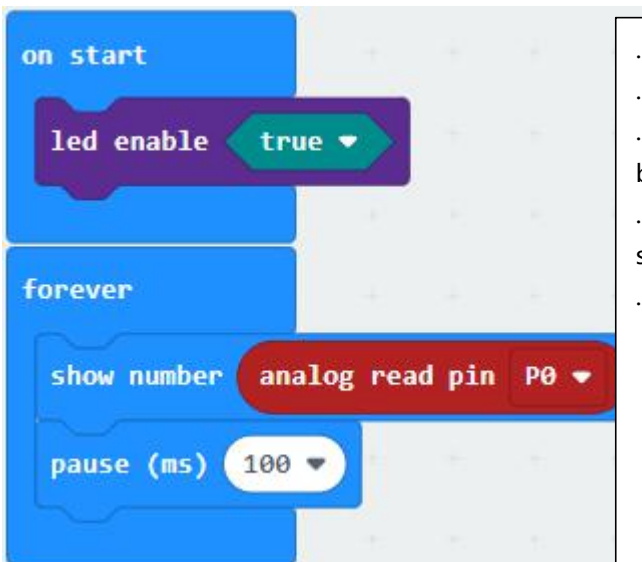 on start
led enable true
forever
show number analog read pin P0
pause (ms) 100